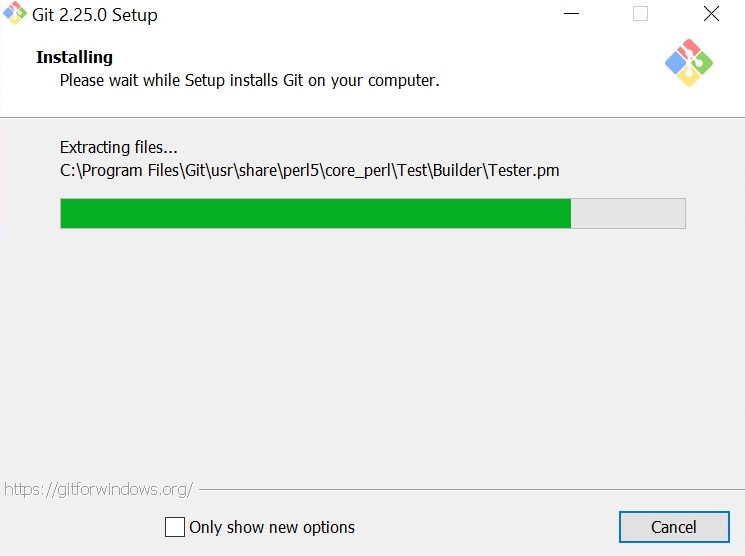 Git 2.25.0 Setup
Installing
Please wait while Setup installs Git on your computer.
Extracting files...
C:\Program Files\Git\usr\share\perl5\core_perl\Test\Builder\Tester.pm
https://gitforwindows.org/
Only show new options
Cancel